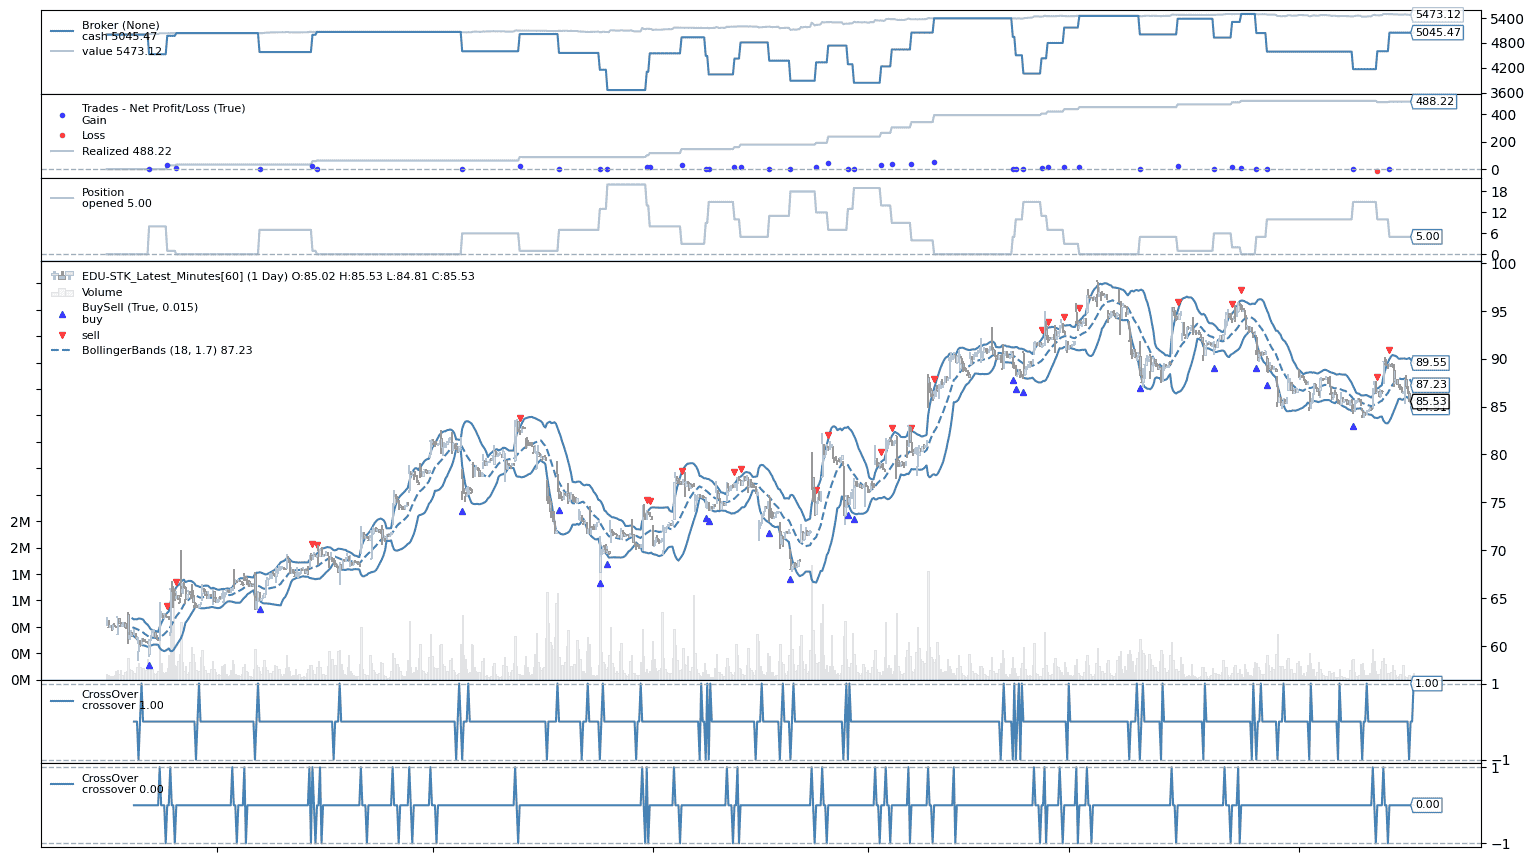 Broker (None)
cash 5045.47
value 5473.12
5473.12
5045.47
5400
4800
4200
3600
Trades - Net Profit/Loss (True)
Gain
Loss
Realized 488.22
488.22
400
200
0
Position
opened 5.00
18
12
6
0
5.00
EDU-STK_Latest_Minutes[60] (1 Day) O:85.02 H:85.53 L:84.81 C:85.53
Volume
BuySell (True, 0.015)
buy
sell
BollingerBands (18, 1.7) 87.23
100
95
90
85
80
75
70
65
60
89.55
87.23
85.53
2M
2M
1M
1M
0M
0M
0M
CrossOver
crossover 1.00
1.00
1
−1
CrossOver
crossover 0.00
1
0.00
−1